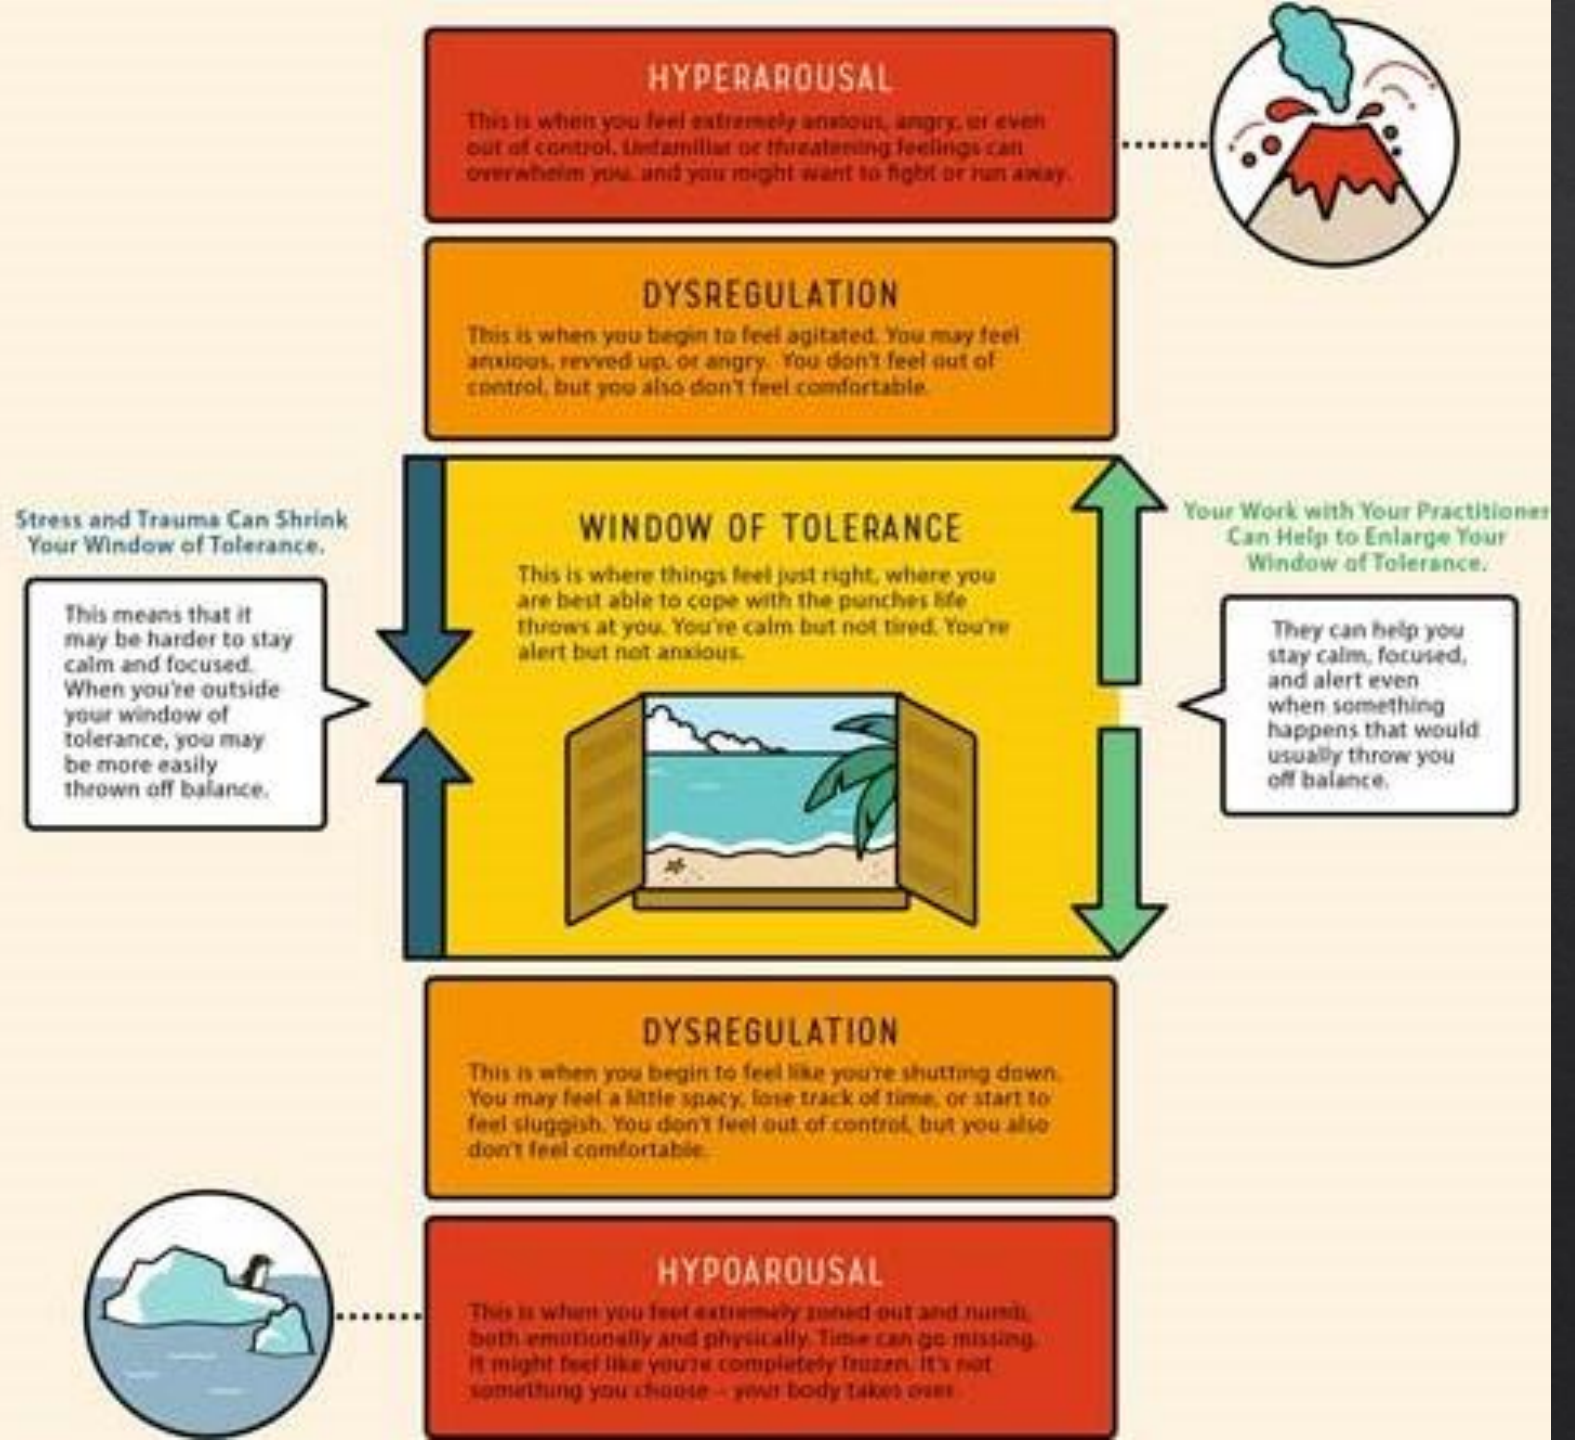 HYPERAROUSAL
This is when you feel extremely anxious, angry, or even
out of control. Unfamiliar or threatening feelings can
overwhelm you, and you might want to fight or run away.
DYSREGULATION
This is when you begin to feel agitated. You may feel
anxious, revved up, or angry. You don't feel out of
control, but you also don't feel comfortable.
Stress and Trauma Can Shrink
Your Window of Tolerance.
This means that it
may be harder to stay
calm and focused.
When you're outside
your window of
tolerance, you may
be more easily
thrown off balance.
WINDOW OF TOLERANCE
This is where things feel just right, where you
are best able to cope with the punches life
throws at you. You're calm but not tired. You're
alert but not anxious.
Your Work with Your Practitioner
Can Help to Enlarge Your
Window of Tolerance.
They can help you
stay calm, focused,
and alert even
when something
happens that would
usually throw you
off balance.
DYSREGULATION
This is when you begin to feel like you're shutting down.
You may feel a little spacy, lose track of time, or start to
feel sluggish. You don't feel out of control, but you also
don't feel comfortable.
HYPOAROUSAL
This is when you feel extremely zoned out and numb,
both emotionally and physically. Time can go missing.
It might feel like you're completely frozen. It's not
something you choose – your body takes over.